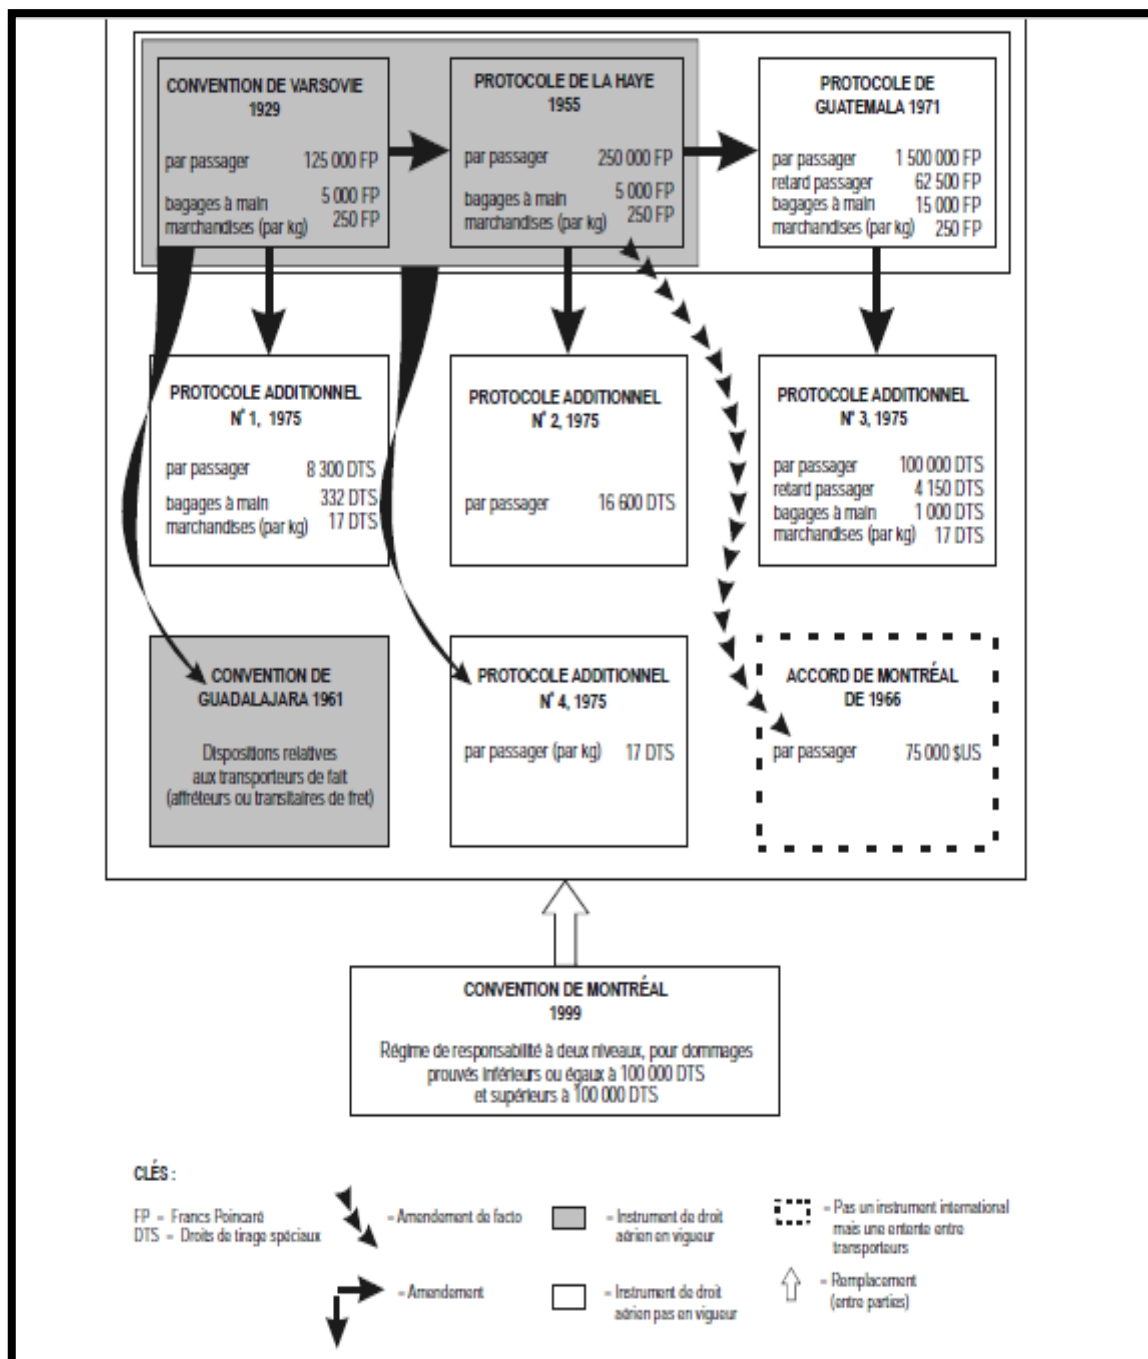 CONVENTION DE VARSOVIE
1929
par passager 125 000 FP
bagages à main 5 000 FP
marchandises (par kg) 250 FP
PROTOCOLE DE LA HAYE
1955
par passager 250 000 FP
bagages à main 5 000 FP
marchandises (par kg) 250 FP
PROTOCOLE DE
GUATEMALA 1971
par passager 1 500 000 FP
retard passager 62 500 FP
bagages à main 15 000 FP
marchandises (par kg) 250 FP
PROTOCOLE ADDITIONNEL
N° 1, 1975
par passager 8 300 DTS
bagages à main 332 DTS
marchandises (par kg) 17 DTS
PROTOCOLE ADDITIONNEL
N° 2, 1975
par passager 16 600 DTS
PROTOCOLE ADDITIONNEL
N° 3, 1975
par passager 100 000 DTS
retard passager 4 150 DTS
bagages à main 1 000 DTS
marchandises (par kg) 17 DTS
CONVENTION DE
GUADALAJARA 1961
Dispositions relatives
aux transporteurs de fait
(affréteurs ou transitaires de fret)
PROTOCOLE ADDITIONNEL
N° 4, 1975
par passager (par kg) 17 DTS
ACCORD DE MONTRÉAL
DE 1966
par passager 75 000 $US
CONVENTION DE MONTRÉAL
1999
Régime de responsabilité à deux niveaux, pour dommages
prouvés inférieurs ou égaux à 100 000 DTS
et supérieurs à 100 000 DTS
CLÉS :
FP = Francs Poincaré
DTS = Droits de tirage spéciaux
= Amendement de facto
= Amendement
= Instrument de droit
aérien en vigueur
= Instrument de droit
aérien pas en vigueur
= Pas un instrument international
mais une entente entre
transporteurs
= Remplacement
(entre parties)